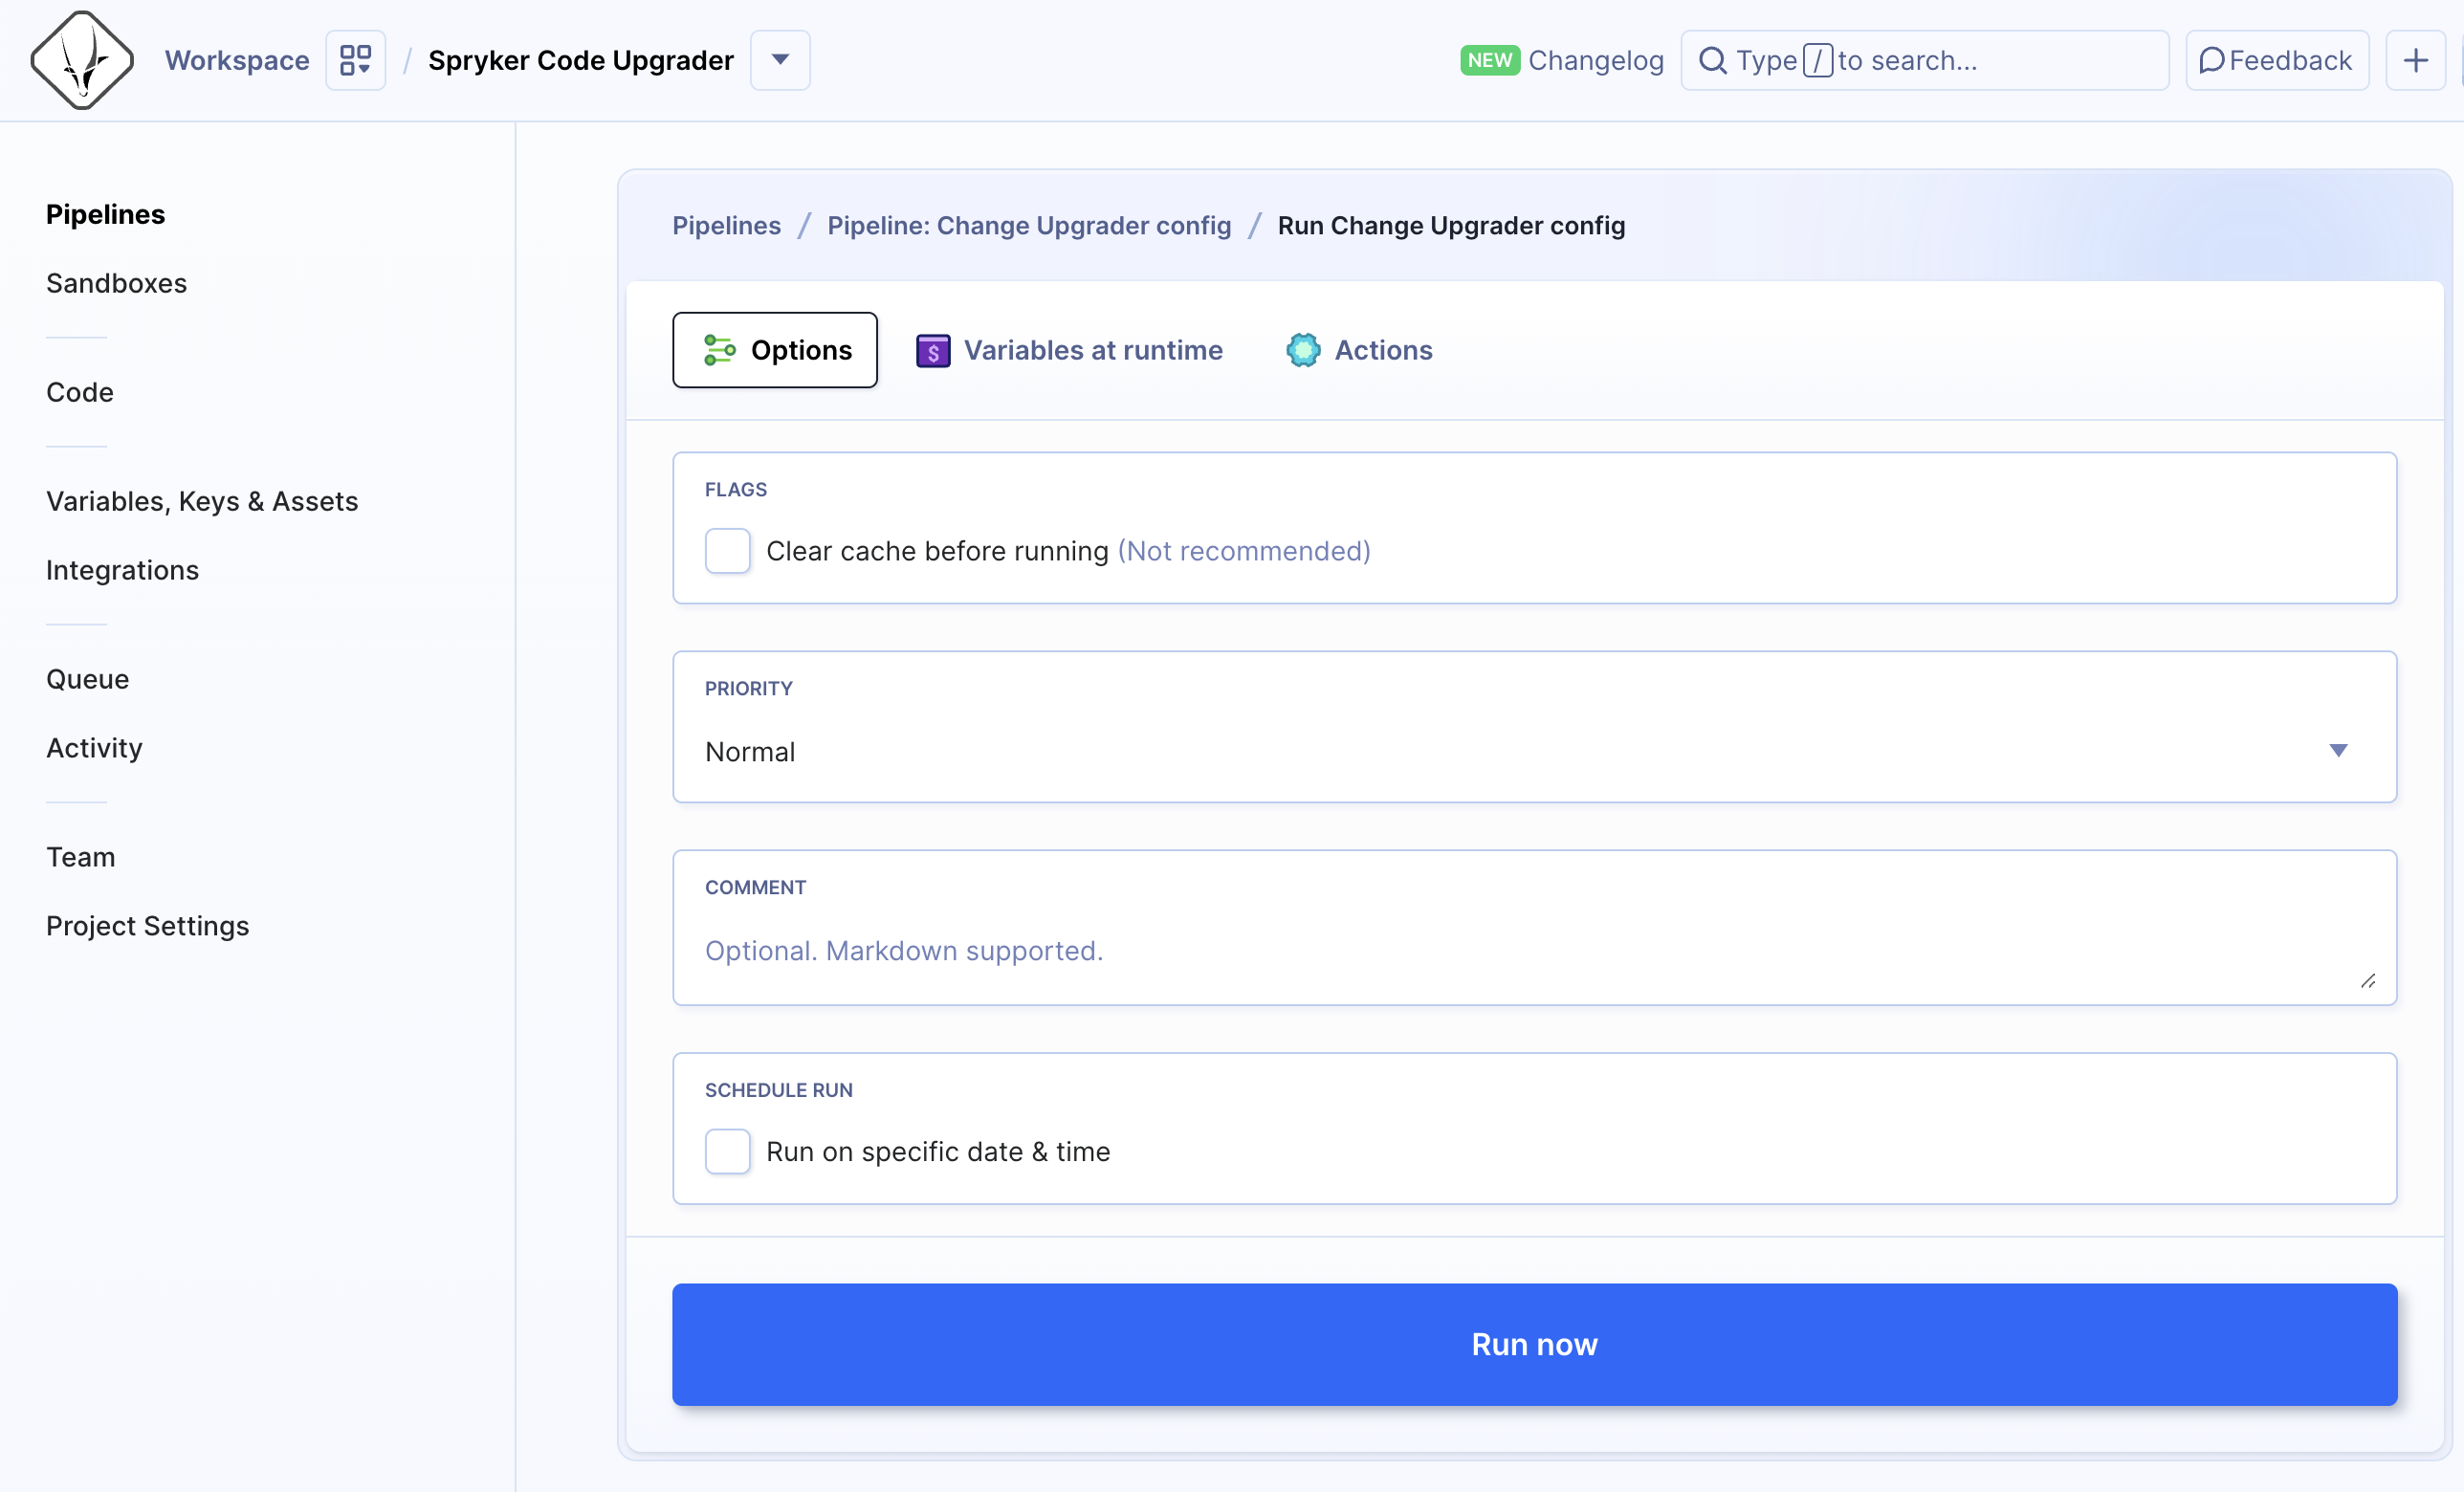 Workspace / Spryker Code Upgrader
NEW Changelog
Type / to search...
Feedback
Pipelines
Sandboxes
Code
Variables, Keys & Assets
Integrations
Queue
Activity
Team
Project Settings
Pipelines / Pipeline: Change Upgrader config / Run Change Upgrader config
Options
$ Variables at runtime
Actions
FLAGS
Clear cache before running (Not recommended)
PRIORITY
Normal
COMMENT
Optional. Markdown supported.
SCHEDULE RUN
Run on specific date & time
Run now